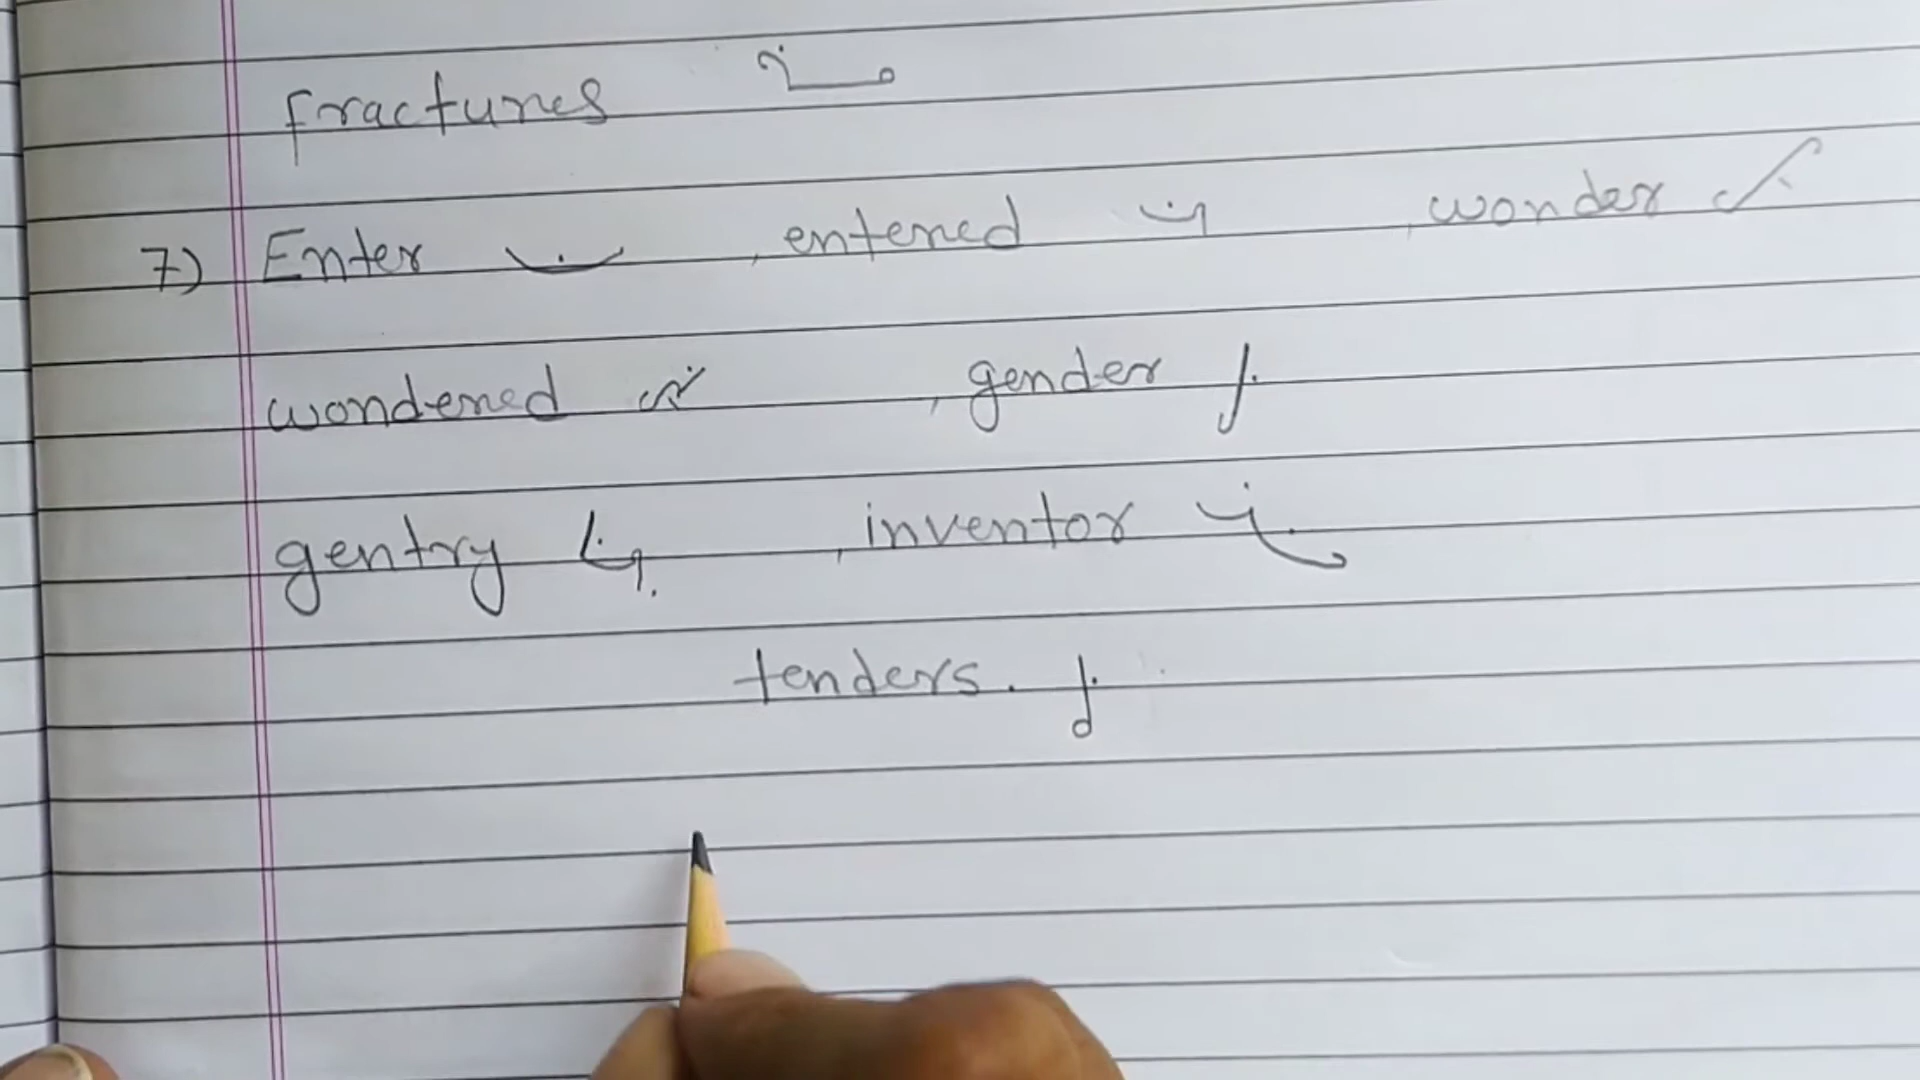 fractures
7) Enter , entered , wonder
wondered , gender
gentry , inventor
tenders.